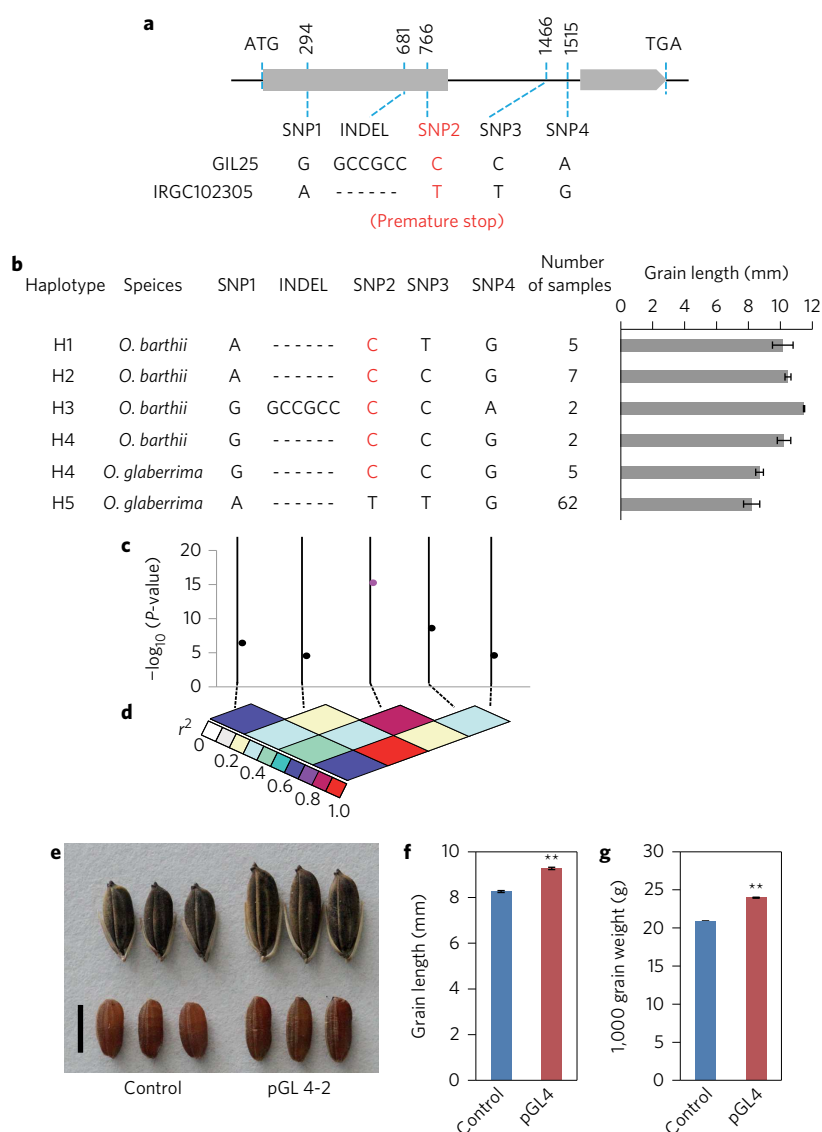 a
ATG 294 681 766 1466 1515 TGA
SNP1 INDEL SNP2 SNP3 SNP4
GIL25 G GCCGCC C C A
IRGC102305 A - - - - - - T T G
(Premature stop)
b
Haplotype Speices SNP1 INDEL SNP2 SNP3 SNP4 Number of samples
Grain length (mm)
0 2 4 6 8 10 12
H1 O. barthii A - - - - - - C T G 5
H2 O. barthii A - - - - - - C C G 7
H3 O. barthii G GCCGCC C C A 2
H4 O. barthii G - - - - - - C C G 2
H4 O. glaberrima G - - - - - - C C G 5
H5 O. glaberrima A - - - - - - T T G 62
c
−log10 (P-value)
20
15
10
5
0
d
r2
0
0.2
0.4
0.6
0.8
1.0
e
Control pGL 4-2
f
Grain length (mm)
10
8
6
4
2
0
**
Control pGL4
g
1,000 grain weight (g)
30
25
20
15
10
5
0
**
Control pGL4